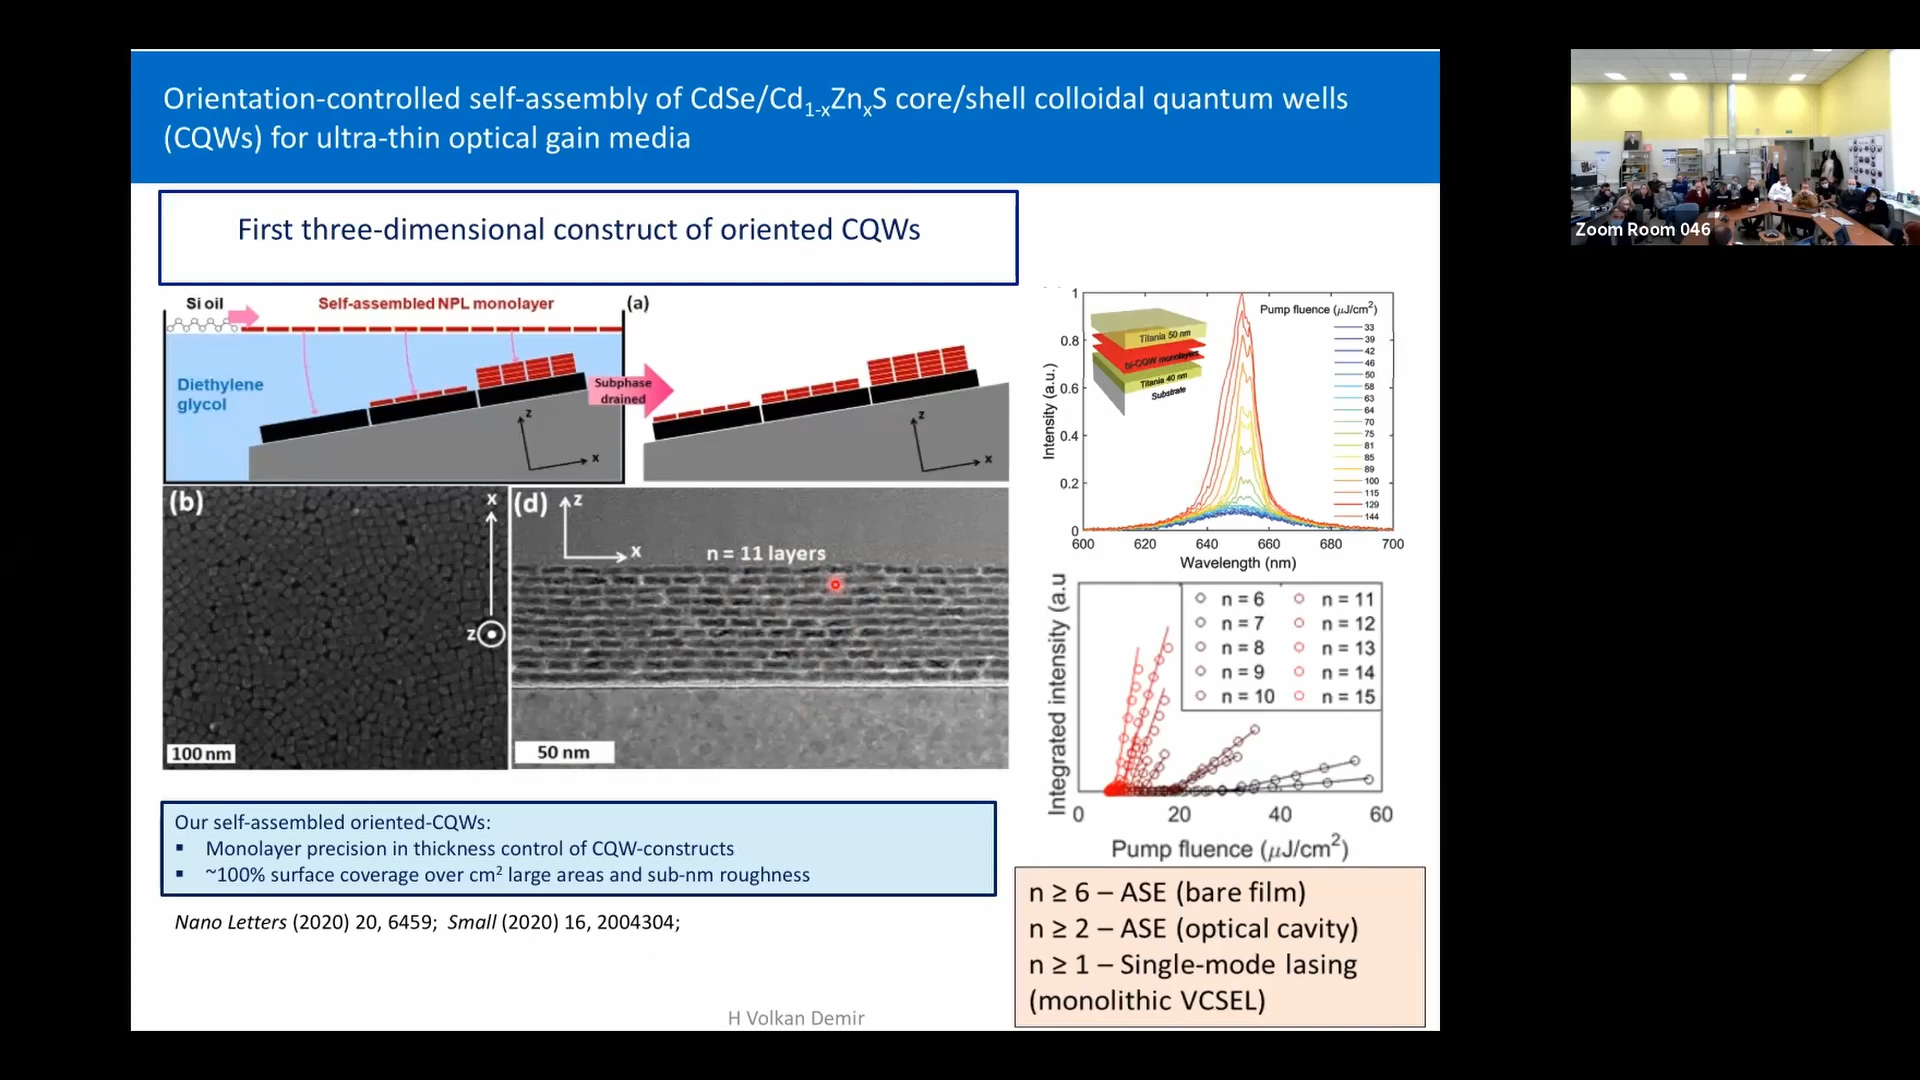 Orientation-controlled self-assembly of CdSe/Cd₁₋ₓZnₓS core/shell colloidal quantum wells
(CQWs) for ultra-thin optical gain media
First three-dimensional construct of oriented CQWs
Si oil
Self-assembled NPL monolayer
(a)
Diethylene
glycol
Subphase
drained
z
x
z
x
(b)
x
z
100 nm
(d)
z
x
n = 11 layers
50 nm
Intensity (a.u.)
1
0.8
0.6
0.4
0.2
0
600 620 640 660 680 700
Wavelength (nm)
Titania 50 nm
bi-CQW monolayers
Titania 40 nm
Substrate
Pump fluence (μJ/cm²)
33
39
42
46
50
58
63
64
70
75
81
85
89
100
115
129
144
Integrated intensity (a.u
n = 6 n = 11
n = 7 n = 12
n = 8 n = 13
n = 9 n = 14
n = 10 n = 15
0 20 40 60
Pump fluence (μJ/cm²)
Our self-assembled oriented-CQWs:
▪ Monolayer precision in thickness control of CQW-constructs
▪ ~100% surface coverage over cm² large areas and sub-nm roughness
Nano Letters (2020) 20, 6459; Small (2020) 16, 2004304;
n ≥ 6 – ASE (bare film)
n ≥ 2 – ASE (optical cavity)
n ≥ 1 – Single-mode lasing
(monolithic VCSEL)
H Volkan Demir
Zoom Room 046